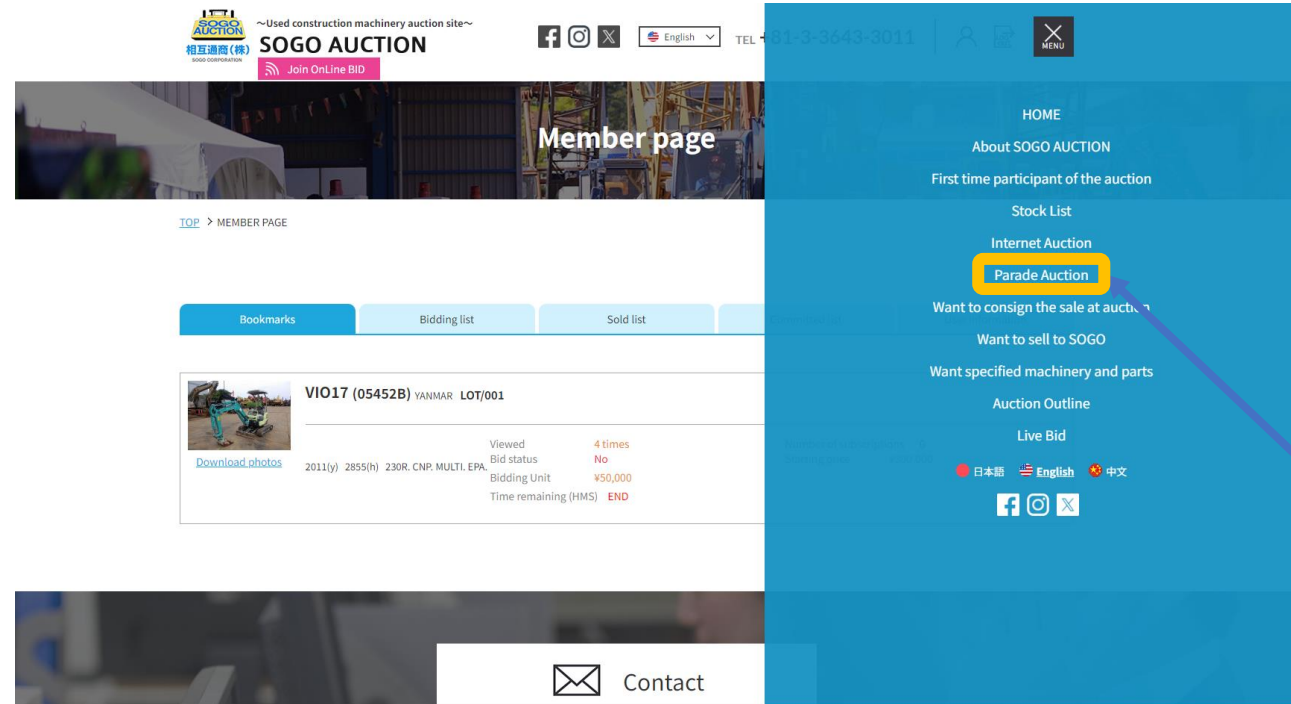 SOGO
AUCTION
相互通商(株)
SOGO CORPORATION
~Used construction machinery auction site~
SOGO AUCTION
Join OnLine BID
English
TEL +81-3-3643-3011
MENU
Member page
TOP > MEMBER PAGE
Bookmarks
Bidding list
Sold list
VIO17 (05452B) YANMAR LOT/001
Download photos
2011(y) 2855(h) 230R. CNP. MULTI. EPA.
Viewed 4 times
Bid status No
Bidding Unit ¥50,000
Time remaining (HMS) END
Contact
HOME
About SOGO AUCTION
First time participant of the auction
Stock List
Internet Auction
Parade Auction
Want to consign the sale at auction
Want to sell to SOGO
Want specified machinery and parts
Auction Outline
Live Bid
日本語 English 中文